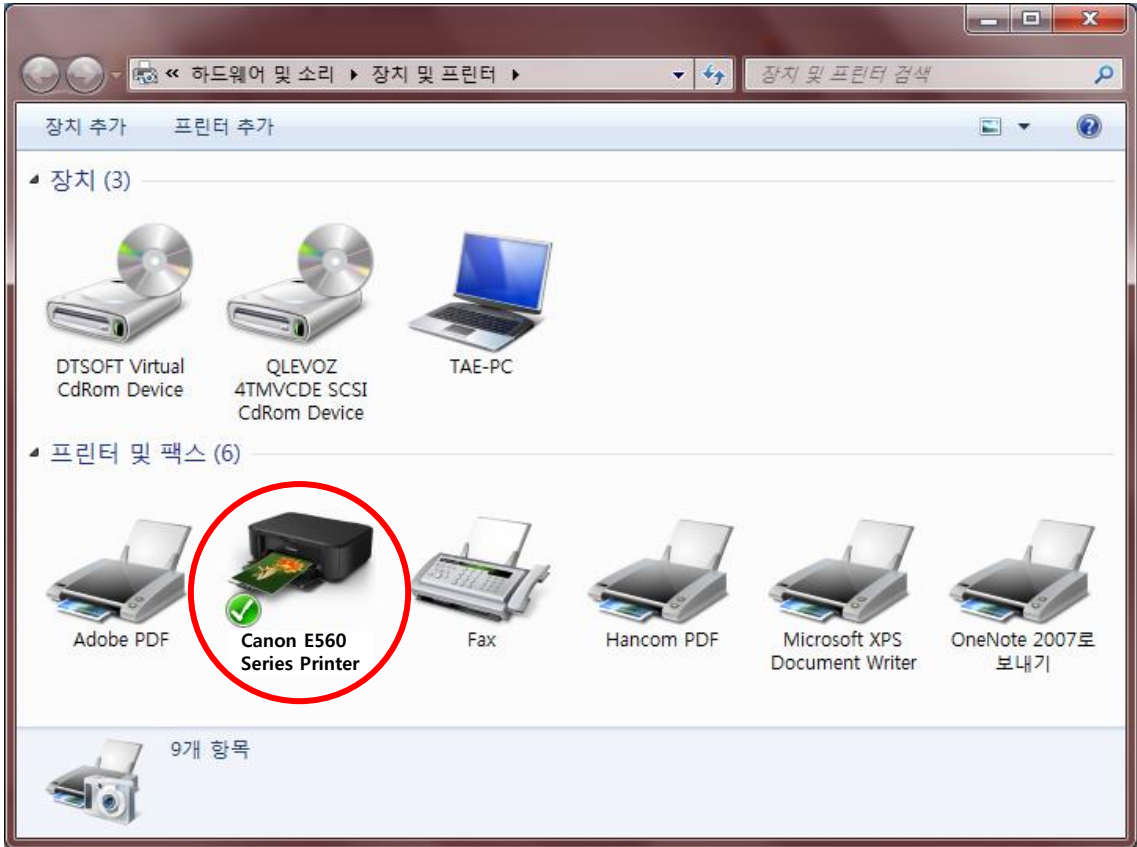 « 하드웨어 및 소리 ▸ 장치 및 프린터 ▸
장치 및 프린터 검색
장치 추가 프린터 추가
장치 (3)
DTSOFT Virtual
CdRom Device
QLEVOZ
4TMVCDE SCSI
CdRom Device
TAE-PC
프린터 및 팩스 (6)
Adobe PDF
Canon E560
Series Printer
Fax
Hancom PDF
Microsoft XPS
Document Writer
OneNote 2007로
보내기
9개 항목